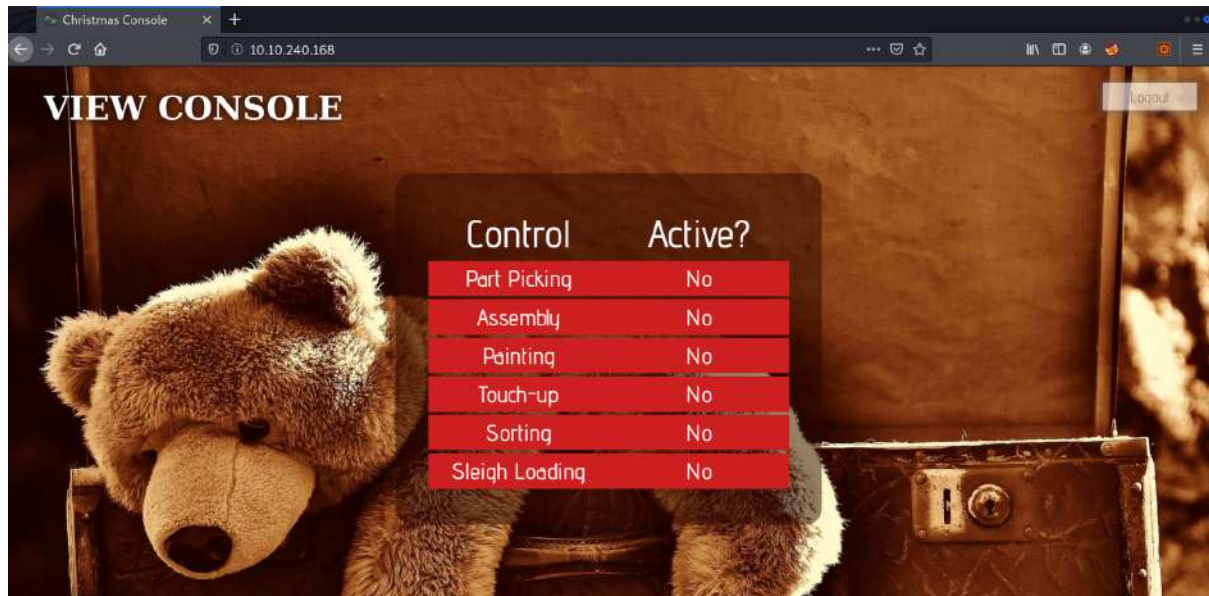 Christmas Console
10.10.240.168
VIEW CONSOLE
Logout
Control Active?
Part Picking No
Assembly No
Painting No
Touch-up No
Sorting No
Sleigh Loading No